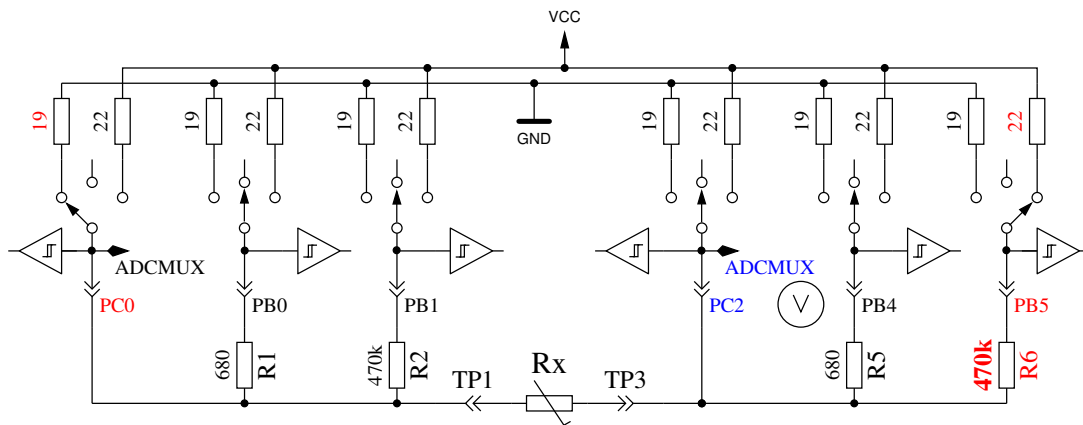 VCC
19
22
19
22
19
22
GND
19
22
19
22
19
22
ADCMUX
ADCMUX
PC0
PB0
PB1
PC2
V
PB4
PB5
680
R1
470k
R2
TP1
Rx
TP3
680
R5
470k
R6